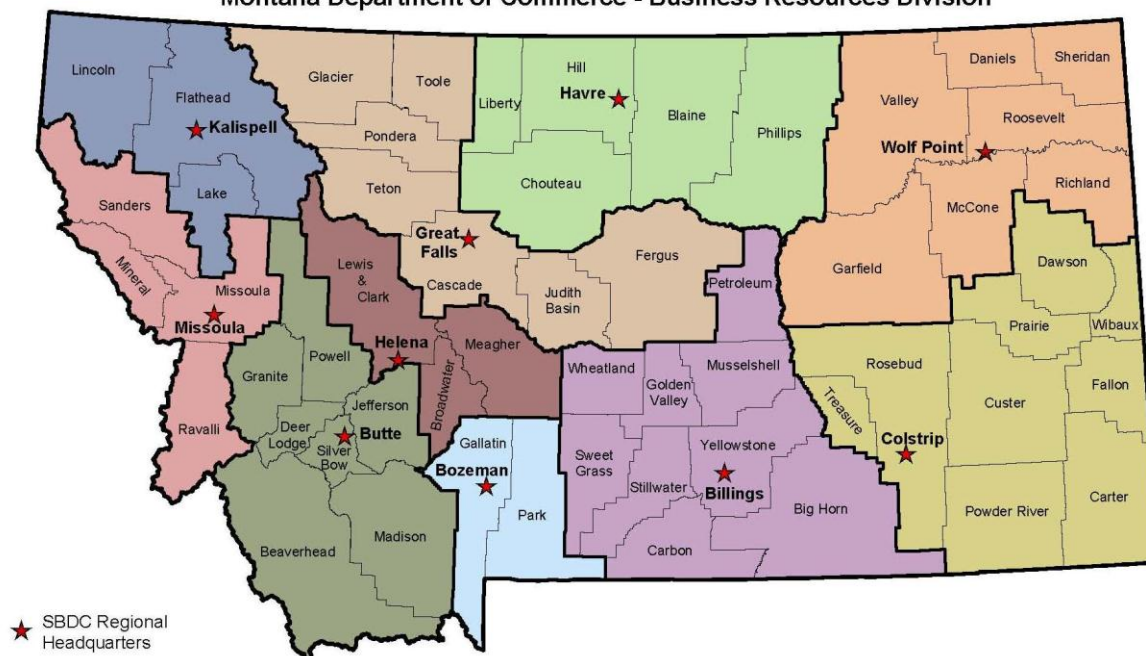 Montana Department of Commerce - Business Resources Division
Lincoln
Flathead
Kalispell
Lake
Glacier
Toole
Pondera
Teton
Great
Falls
Cascade
Judith
Basin
Fergus
Hill
Liberty
Havre
Blaine
Phillips
Chouteau
Daniels
Sheridan
Valley
Roosevelt
Wolf Point
Richland
McCone
Garfield
Sanders
Mineral
Missoula
Missoula
Ravalli
Lewis
&
Clark
Helena
Meagher
Broadwater
Powell
Granite
Jefferson
Deer
Lodge
Silver
Bow
Butte
Beaverhead
Madison
Gallatin
Bozeman
Park
Petroleum
Wheatland
Golden
Valley
Musselshell
Sweet
Grass
Stillwater
Yellowstone
Billings
Big Horn
Carbon
Dawson
Prairie
Wibaux
Rosebud
Treasure
Custer
Fallon
Colstrip
Powder River
Carter
SBDC Regional
Headquarters